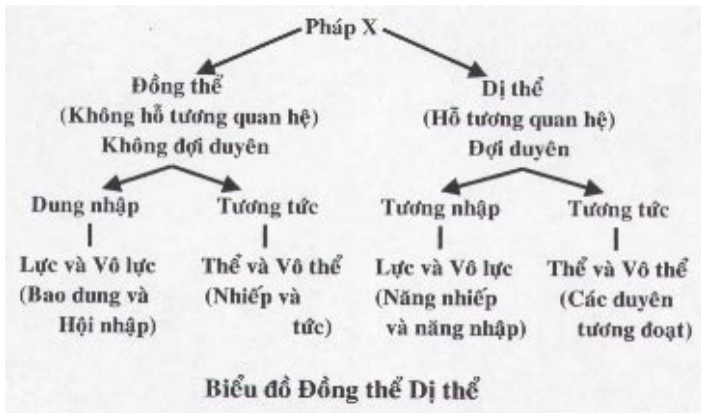 Pháp X
Đồng thể
(Không hỗ tương quan hệ)
Không đợi duyên
Dị thể
(Hỗ tương quan hệ)
Đợi duyên
Dung nhập
Tương tức
Tương nhập
Tương tức
Lực và Vô lực
(Bao dung và
Hội nhập)
Thể và Vô thể
(Nhiếp và
tức)
Lực và Vô lực
(Năng nhiếp
và năng nhập)
Thể và Vô thể
(Các duyên
tương đoạt)
Biểu đồ Đồng thể Dị thể